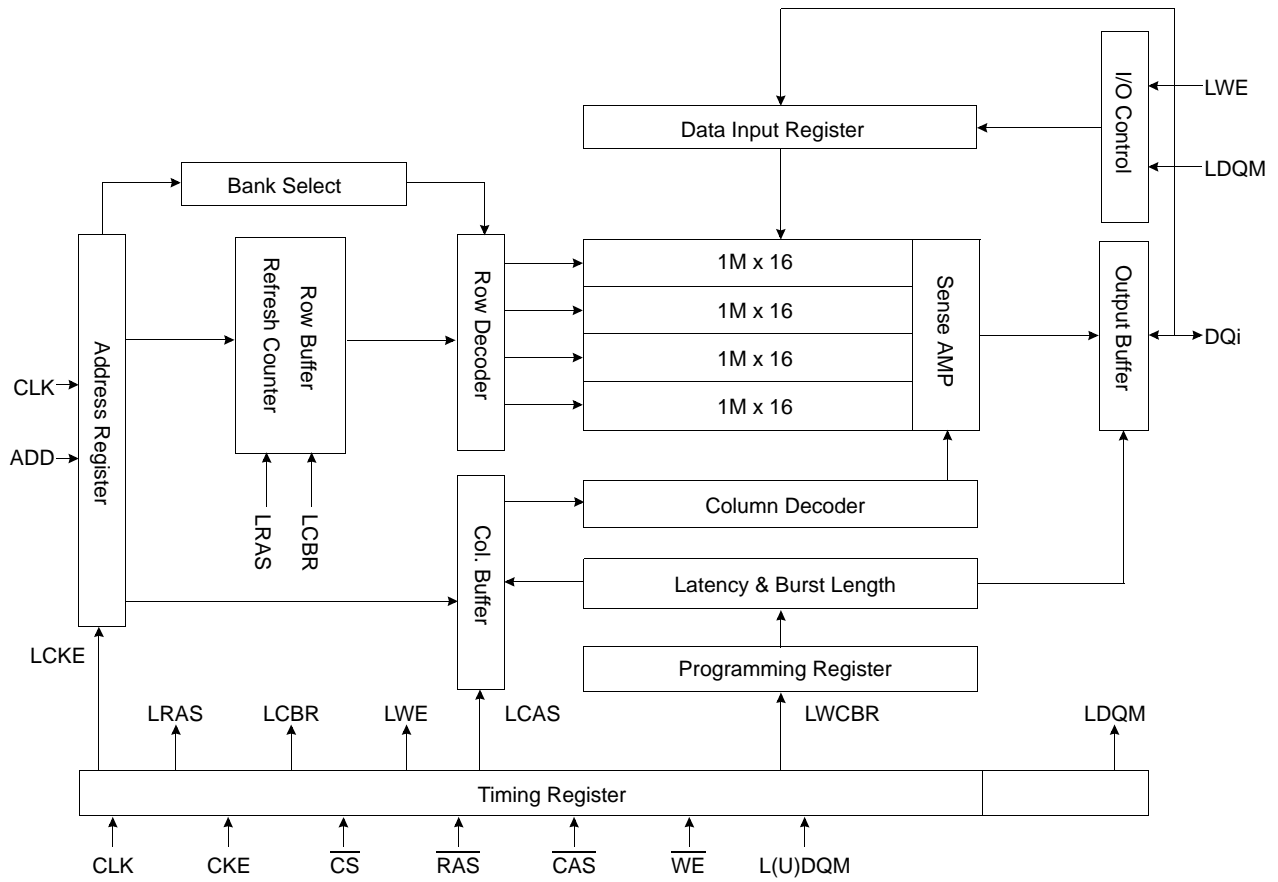 I/O Control
LWE
LDQM
Data Input Register
Bank Select
Address Register
CLK
ADD
Row Buffer
Refresh Counter
LRAS
LCBR
Row Decoder
1M x 16
1M x 16
1M x 16
1M x 16
Sense AMP
Output Buffer
DQi
Col. Buffer
Column Decoder
Latency & Burst Length
Programming Register
LCKE
LRAS
LCBR
LWE
LCAS
LWCBR
LDQM
Timing Register
CLK
CKE
CS
RAS
CAS
WE
L(U)DQM